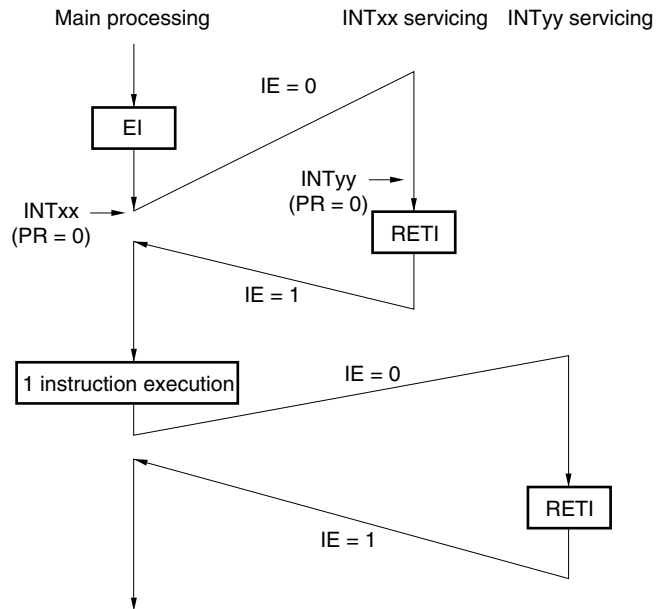 Main processing
INTxx servicing
INTyy servicing
IE = 0
EI
INTyy
(PR = 0)
INTxx
(PR = 0)
RETI
IE = 1
1 instruction execution
IE = 0
RETI
IE = 1